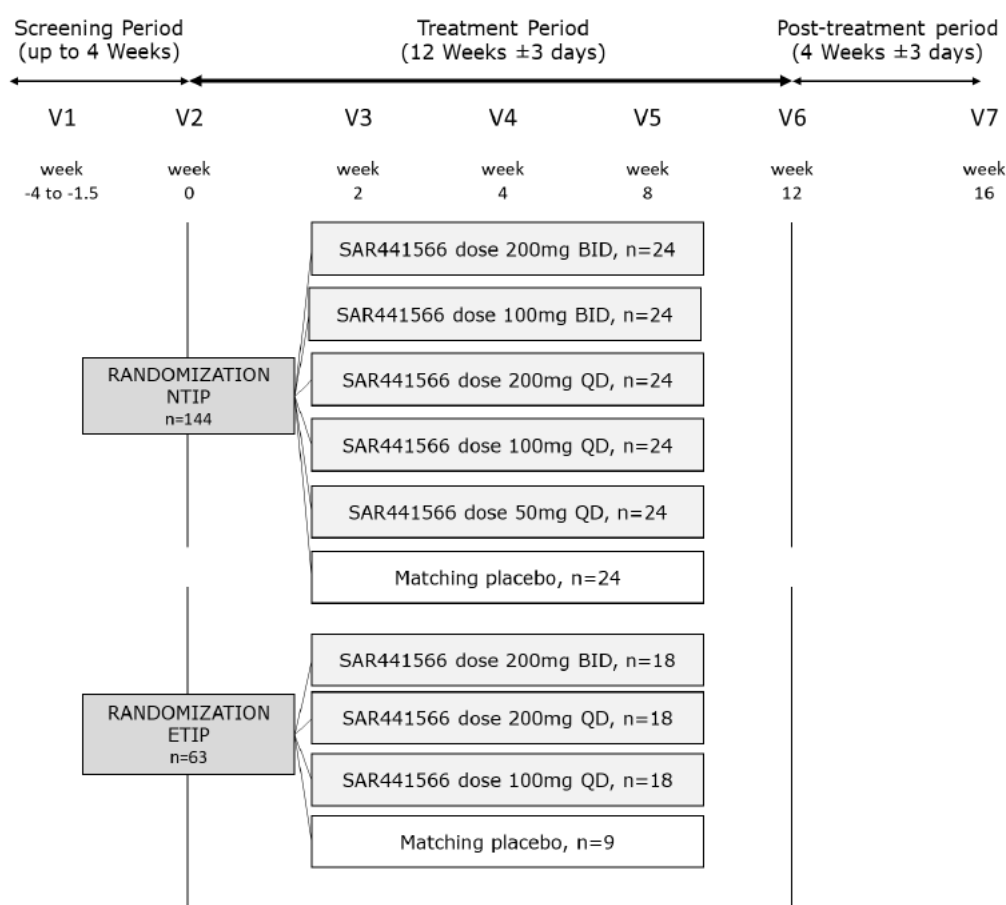 Screening Period
(up to 4 Weeks)
Treatment Period
(12 Weeks ±3 days)
Post-treatment period
(4 Weeks ±3 days)
V1
V2
V3
V4
V5
V6
V7
week
-4 to -1.5
week
0
week
2
week
4
week
8
week
12
week
16
RANDOMIZATION
NTIP
n=144
SAR441566 dose 200mg BID, n=24
SAR441566 dose 100mg BID, n=24
SAR441566 dose 200mg QD, n=24
SAR441566 dose 100mg QD, n=24
SAR441566 dose 50mg QD, n=24
Matching placebo, n=24
RANDOMIZATION
ETIP
n=63
SAR441566 dose 200mg BID, n=18
SAR441566 dose 200mg QD, n=18
SAR441566 dose 100mg QD, n=18
Matching placebo, n=9